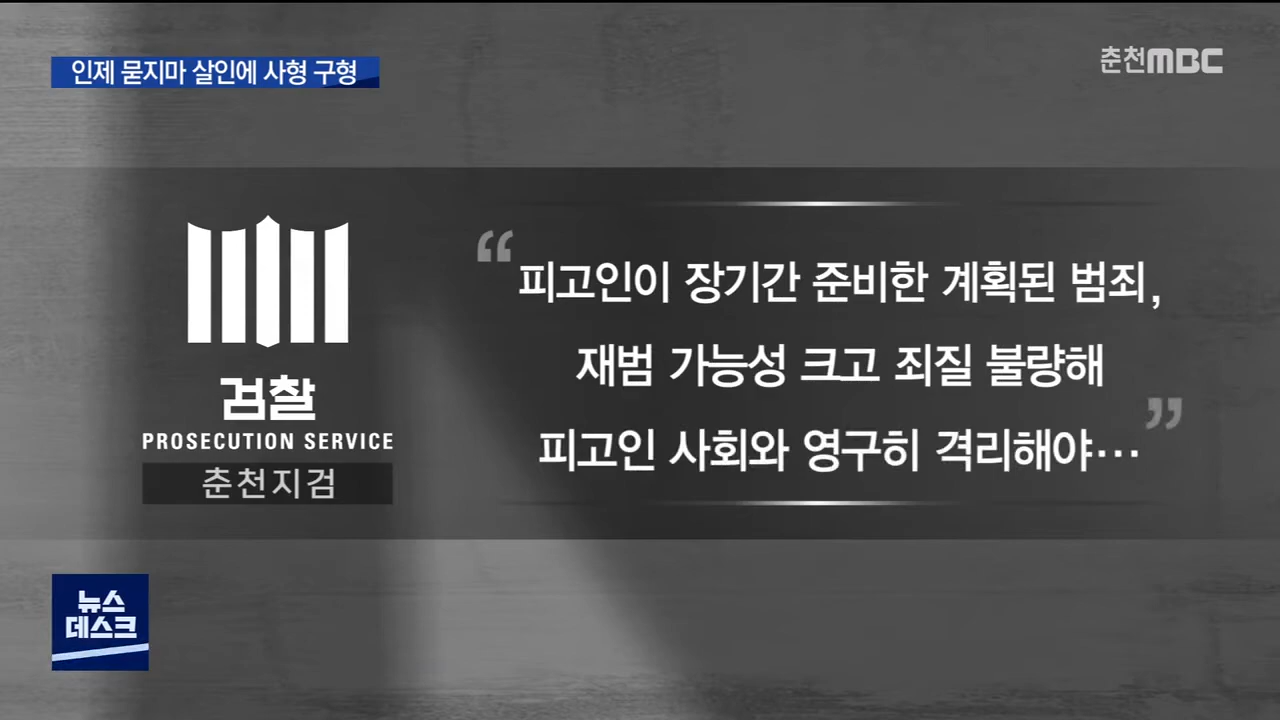 인제 묻지마 살인에 사형 구형
춘천MBC
“피고인이 장기간 준비한 계획된 범죄,
재범 가능성 크고 죄질 불량해
피고인 사회와 영구히 격리해야…”
검찰
PROSECUTION SERVICE
춘천지검
뉴스
데스크